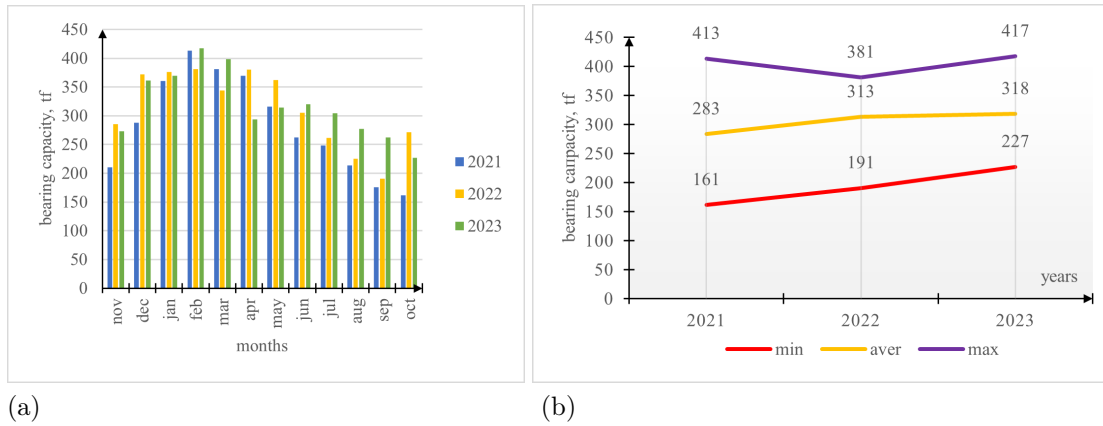 450
400
350
300
250
200
150
100
50
0
bearing capacity, tf
nov dec jan feb mar apr may jun jul aug sep oct
months
2021
2022
2023
(a)
450
400
350
300
250
200
150
100
50
0
bearing canpacity, tf
413 381 417
283 313 318
161 191 227
years
2021 2022 2023
min aver max
(b)